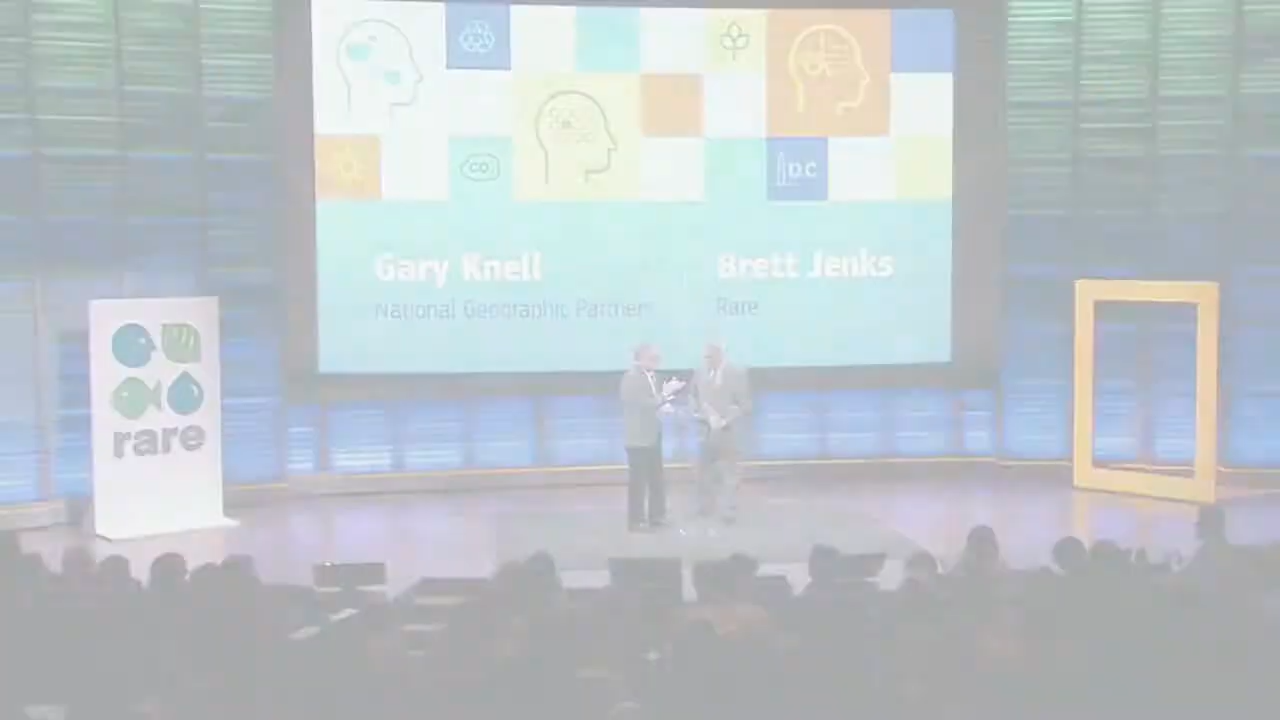 CO
DC
Gary Knell
Brett Jenks
National Geographic Partners
Rare
rare